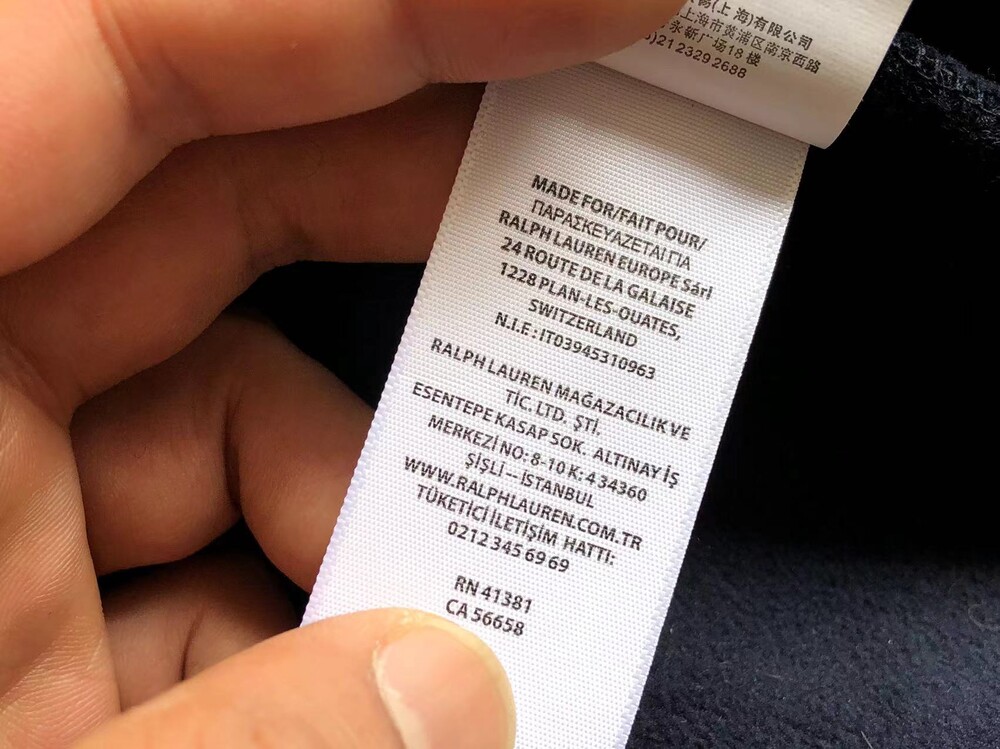 (上海)有限公司
上海市黄浦区南京西路
永新广场18楼
)21 2329 2688
MADE FOR/FAIT POUR/
ΠΑΡΑΣΚΕΥΑΖΕΤΑΙ ΓΙΑ
RALPH LAUREN EUROPE Sárl
24 ROUTE DE LA GALAISE
1228 PLAN-LES-OUATES,
SWITZERLAND
N.I.F.: IT03945310963
RALPH LAUREN MAĞAZACILIK VE
TİC. LTD. ŞTİ.
ESENTEPE KASAP SOK. ALTINAY İŞ
MERKEZİ NO: 8-10 K: 4 34360
ŞİŞLİ – İSTANBUL
WWW.RALPHLAUREN.COM.TR
TÜKETİCİ İLETİŞİM HATTI:
0212 345 69 69
RN 41381
CA 56658